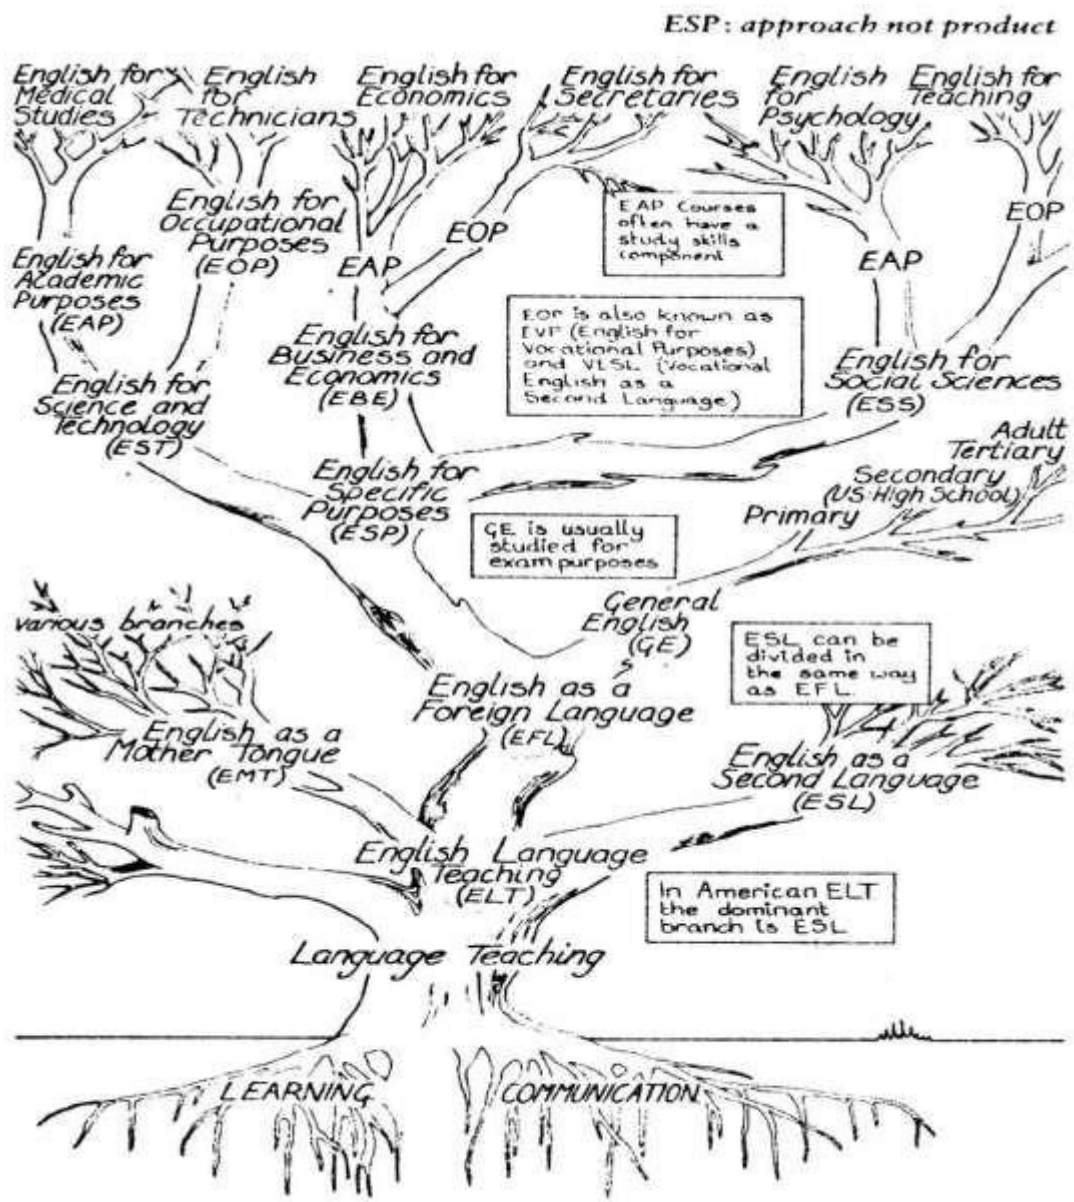 ESP: approach not product
English for
Medical
Studies
English
for
Technicians
English for
Economics
English for
Secretaries
English
for
Psychology
English for
Teaching
English for
Occupational
Purposes
(EOP)
English for
Academic
Purposes
(EAP)
EAP
EOP
EAP Courses
often have a
study skills
component
EAP
EOP
EOP is also known as
EVP (English for
Vocational Purposes)
and VESL (Vocational
English as a
Second Language)
English for
Science and
Technology
(EST)
English for
Business and
Economics
(EBE)
English for
Social Sciences
(ESS)
English for
Specific
Purposes
(ESP)
Adult
Tertiary
Secondary
(US: High School)
Primary
GE is usually
studied for
exam purposes
General
English
(GE)
various branches
ESL can be
divided in
the same way
as EFL.
English as a
Foreign Language
(EFL)
English as a
Mother Tongue
(EMT)
English as a
Second Language
(ESL)
English Language
Teaching
(ELT)
In American ELT
the dominant
branch is ESL
Language Teaching
LEARNING
COMMUNICATION